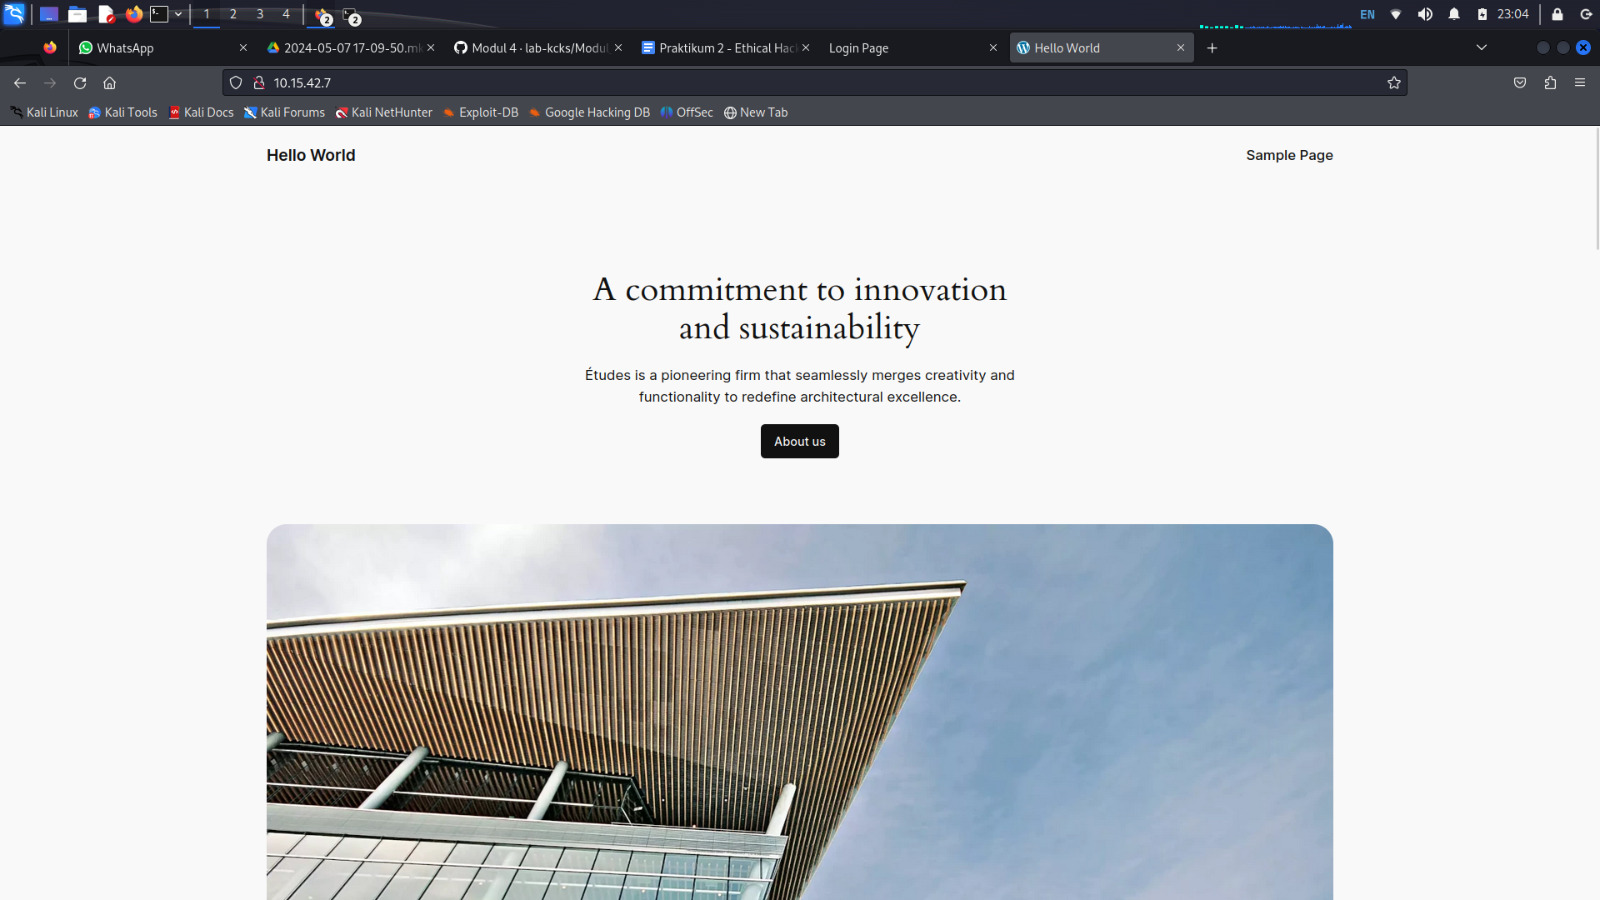 1 2 3 4 2 2 EN 23:04
WhatsApp
2024-05-07 17-09-50.mk
Modul 4 · lab-kcks/Modul
Praktikum 2 - Ethical Hac
Login Page
Hello World
10.15.42.7
Kali Linux Kali Tools Kali Docs Kali Forums Kali NetHunter Exploit-DB Google Hacking DB OffSec New Tab
Hello World
Sample Page
A commitment to innovation
and sustainability
Études is a pioneering firm that seamlessly merges creativity and
functionality to redefine architectural excellence.
About us